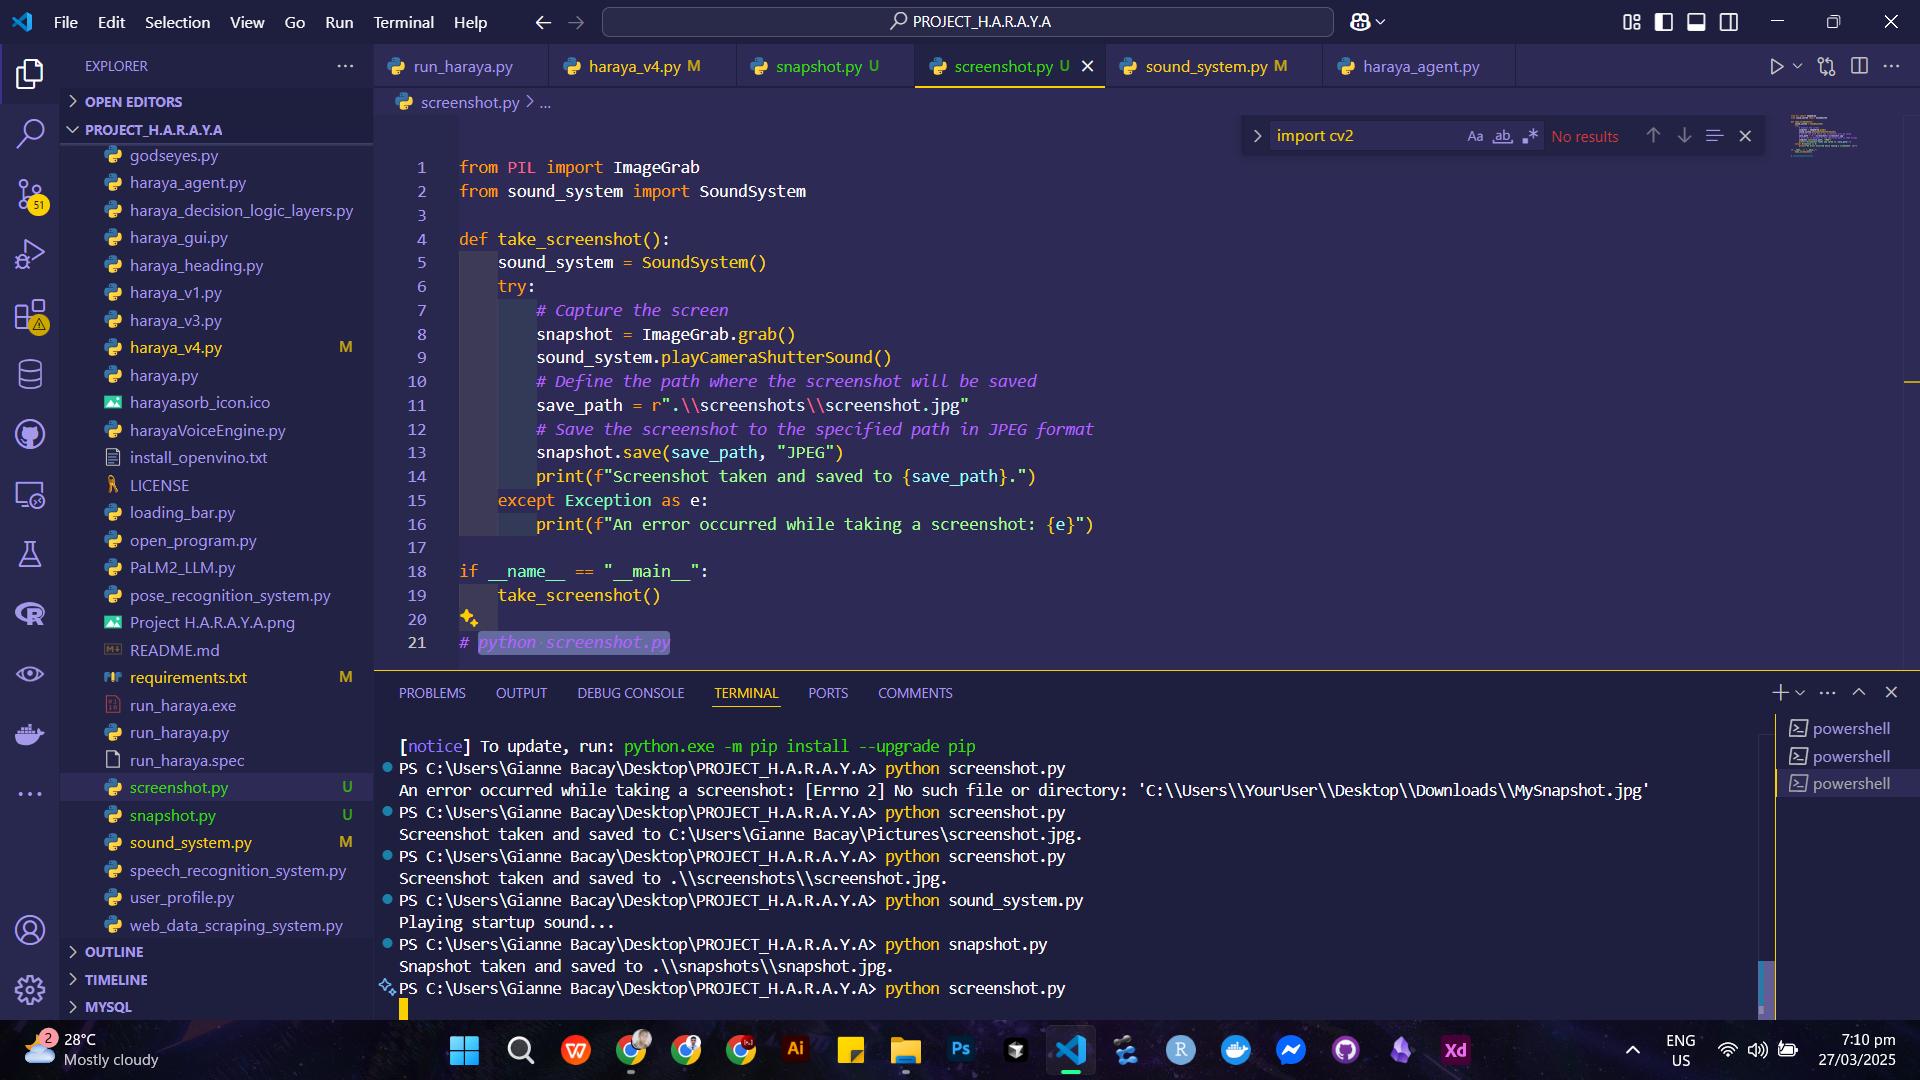 File Edit Selection View Go Run Terminal Help
PROJECT_H.A.R.A.Y.A
EXPLORER
OPEN EDITORS
PROJECT_H.A.R.A.Y.A
godseyes.py
haraya_agent.py
haraya_decision_logic_layers.py
haraya_gui.py
haraya_heading.py
haraya_v1.py
haraya_v3.py
haraya_v4.py M
haraya.py
harayasorb_icon.ico
harayaVoiceEngine.py
install_openvino.txt
LICENSE
loading_bar.py
open_program.py
PaLM2_LLM.py
pose_recognition_system.py
Project H.A.R.A.Y.A.png
README.md
requirements.txt M
run_haraya.exe
run_haraya.py
run_haraya.spec
screenshot.py U
snapshot.py U
sound_system.py M
speech_recognition_system.py
user_profile.py
web_data_scraping_system.py
OUTLINE
TIMELINE
MYSQL
51
run_haraya.py haraya_v4.py M snapshot.py U screenshot.py U sound_system.py M haraya_agent.py
screenshot.py > ...
import cv2 Aa ab No results
1 from PIL import ImageGrab
2 from sound_system import SoundSystem
3
4 def take_screenshot():
5 sound_system = SoundSystem()
6 try:
7 # Capture the screen
8 snapshot = ImageGrab.grab()
9 sound_system.playCameraShutterSound()
10 # Define the path where the screenshot will be saved
11 save_path = r".\\screenshots\\screenshot.jpg"
12 # Save the screenshot to the specified path in JPEG format
13 snapshot.save(save_path, "JPEG")
14 print(f"Screenshot taken and saved to {save_path}.")
15 except Exception as e:
16 print(f"An error occurred while taking a screenshot: {e}")
17
18 if __name__ == "__main__":
19 take_screenshot()
20
21 # python screenshot.py
PROBLEMS OUTPUT DEBUG CONSOLE TERMINAL PORTS COMMENTS
[notice] To update, run: python.exe -m pip install --upgrade pip
PS C:\Users\Gianne Bacay\Desktop\PROJECT_H.A.R.A.Y.A> python screenshot.py
An error occurred while taking a screenshot: [Errno 2] No such file or directory: 'C:\\Users\\YourUser\\Desktop\\Downloads\\MySnapshot.jpg'
PS C:\Users\Gianne Bacay\Desktop\PROJECT_H.A.R.A.Y.A> python screenshot.py
Screenshot taken and saved to C:\Users\Gianne Bacay\Pictures\screenshot.jpg.
PS C:\Users\Gianne Bacay\Desktop\PROJECT_H.A.R.A.Y.A> python screenshot.py
Screenshot taken and saved to .\\screenshots\\screenshot.jpg.
PS C:\Users\Gianne Bacay\Desktop\PROJECT_H.A.R.A.Y.A> python sound_system.py
Playing startup sound...
PS C:\Users\Gianne Bacay\Desktop\PROJECT_H.A.R.A.Y.A> python snapshot.py
Snapshot taken and saved to .\\snapshots\\snapshot.jpg.
PS C:\Users\Gianne Bacay\Desktop\PROJECT_H.A.R.A.Y.A> python screenshot.py
powershell
powershell
powershell
2
28°C
Mostly cloudy
Ai
Ps
R
Xd
ENG
US
7:10 pm
27/03/2025